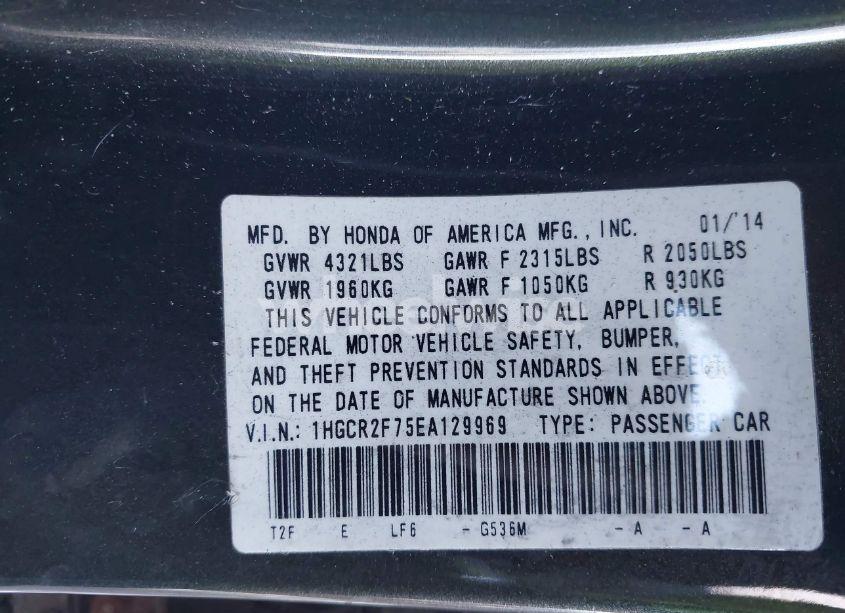 MFD. BY HONDA OF AMERICA MFG., INC. 01/'14
GVWR 4321LBS GAWR F 2315LBS R 2050LBS
GVWR 1960KG GAWR F 1050KG R 930KG
THIS VEHICLE CONFORMS TO ALL APPLICABLE
FEDERAL MOTOR VEHICLE SAFETY, BUMPER,
AND THEFT PREVENTION STANDARDS IN EFFECT
ON THE DATE OF MANUFACTURE SHOWN ABOVE.
V.I.N.: 1HGCR2F75EA129969 TYPE: PASSENGER CAR
T2F E LF6 - G536M - A - A